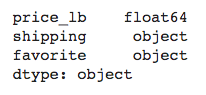 price_lb float64
shipping object
favorite object
dtype: object